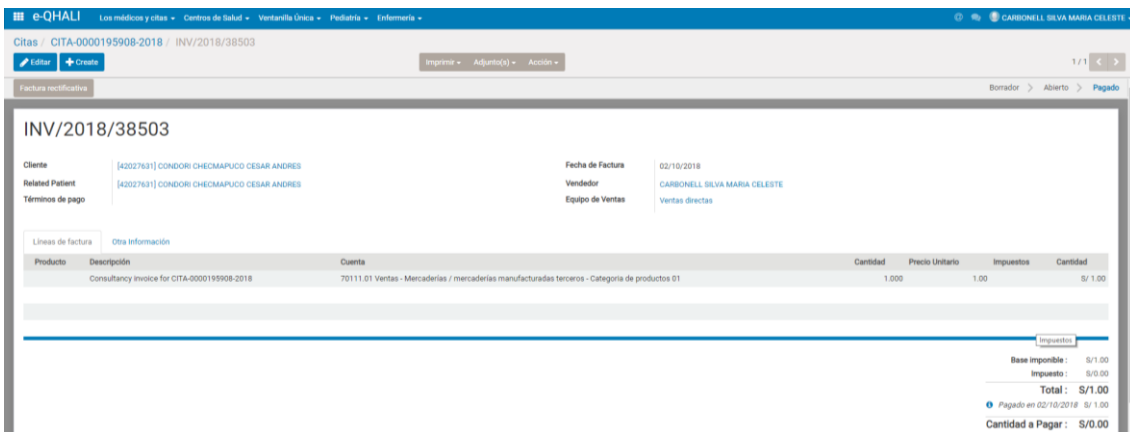 e-QHALI Los médicos y citas Centros de Salud Ventanilla Única Pediatría Enfermería CARBONELL SILVA MARIA CELESTE
Citas / CITA-0000195908-2018 / INV/2018/38503
Editar Create Imprimir Adjunto(s) Acción 1 / 1
Factura rectificativa Borrador Abierto Pagado
INV/2018/38503
Cliente [42027631] CONDORI CHECMAPUCO CESAR ANDRES Fecha de Factura 02/10/2018
Related Patient [42027631] CONDORI CHECMAPUCO CESAR ANDRES Vendedor CARBONELL SILVA MARIA CELESTE
Términos de pago Equipo de Ventas Ventas directas
Líneas de factura Otra Información
Producto Descripción Cuenta Cantidad Precio Unitario Impuestos Cantidad
Consultancy invoice for CITA-0000195908-2018 70111.01 Ventas - Mercaderías / mercaderías manufacturadas terceros - Categoria de productos 01 1.000 1.00 S/ 1.00
Impuestos
Base imponible : S/1.00
Impuesto : S/0.00
Total : S/1.00
Pagado en 02/10/2018 S/ 1.00
Cantidad a Pagar : S/0.00